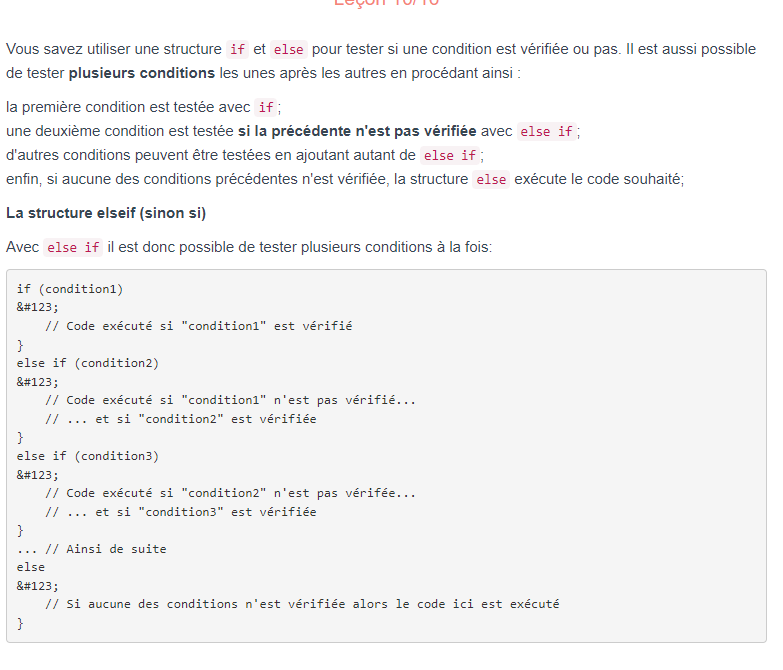 Leçon 10/16
Vous savez utiliser une structure if et else pour tester si une condition est vérifiée ou pas. Il est aussi possible
de tester plusieurs conditions les unes après les autres en procédant ainsi :
la première condition est testée avec if ;
une deuxième condition est testée si la précédente n'est pas vérifiée avec else if ;
d'autres conditions peuvent être testées en ajoutant autant de else if ;
enfin, si aucune des conditions précédentes n'est vérifiée, la structure else exécute le code souhaité;
La structure elseif (sinon si)
Avec else if il est donc possible de tester plusieurs conditions à la fois:
if (condition1)
&#123;
    // Code exécuté si "condition1" est vérifié
}
else if (condition2)
&#123;
    // Code exécuté si "condition1" n'est pas vérifié...
    // ... et si "condition2" est vérifiée
}
else if (condition3)
&#123;
    // Code exécuté si "condition2" n'est pas vérifée...
    // ... et si "condition3" est vérifiée
}
... // Ainsi de suite
else
&#123;
    // Si aucune des conditions n'est vérifiée alors le code ici est exécuté
}